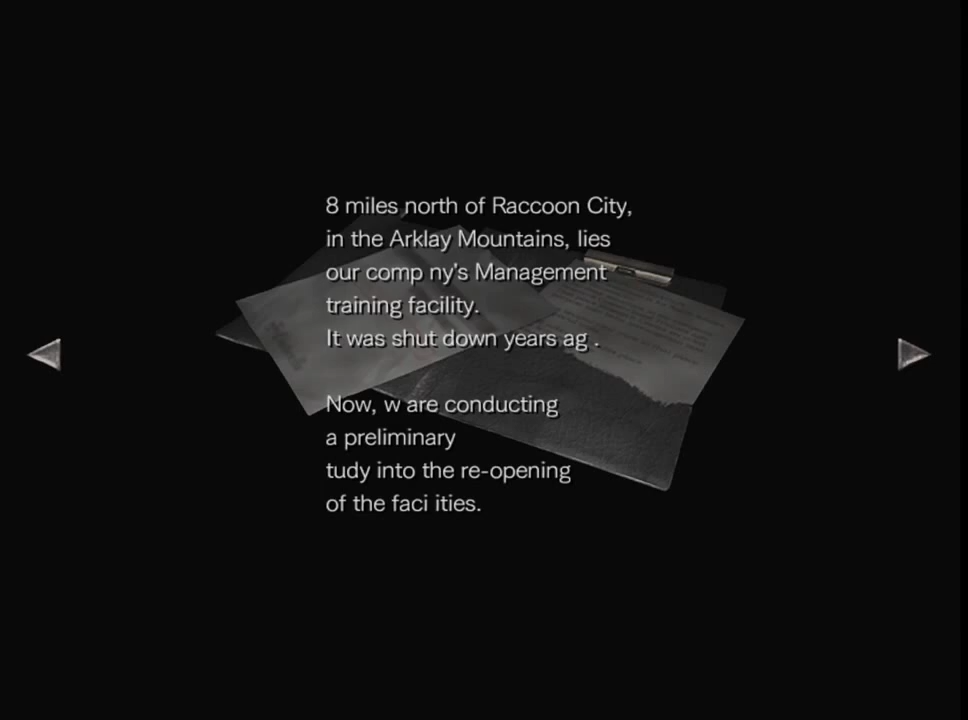 8 miles north of Raccoon City,
in the Arklay Mountains, lies
our comp ny's Management
training facility.
It was shut down years ag .
Now, w are conducting
a preliminary
tudy into the re-opening
of the faci ities.